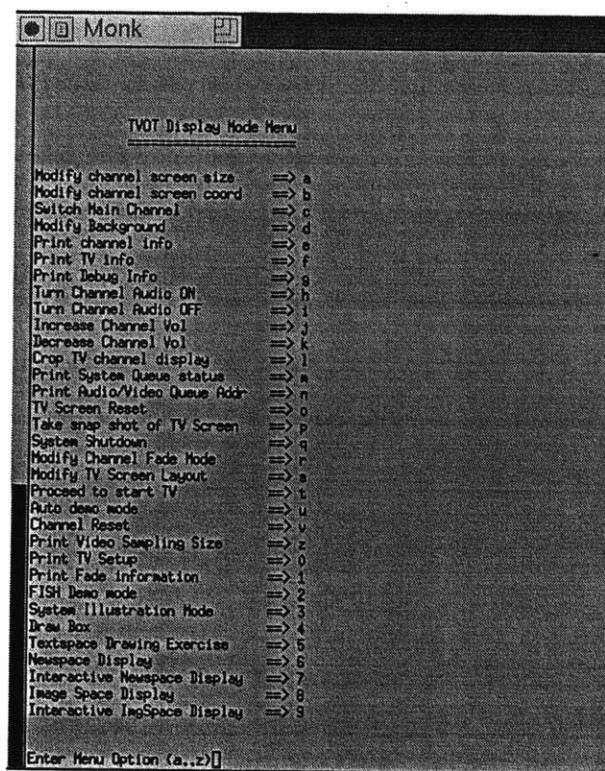 Monk
TVOT Display Mode Menu
Modify channel screen size => a
Modify channel screen coord => b
Switch Main Channel => c
Modify Background => d
Print channel info => e
Print TV info => f
Print Debug Info => g
Turn Channel Audio ON => h
Turn Channel Audio OFF => i
Increase Channel Vol => j
Decrease Channel Vol => k
Crop TV channel display => l
Print System Queue status => m
Print Audio/Video Queue Addr => n
TV Screen Reset => o
Take snap shot of TV Screen => p
System Shutdown => q
Modify Channel Fade Mode => r
Modify TV Screen Layout => s
Proceed to start TV => t
Auto demo mode => u
Channel Reset => v
Print Video Sampling Size => z
Print TV Setup => 0
Print Fade information => 1
FISH Demo mode => 2
System Illustration Mode => 3
Draw Box => 4
Textspace Drawing Exercise => 5
Newspace Display => 6
Interactive Newspace Display => 7
Image Space Display => 8
Interactive ImgSpace Display => 9
Enter Menu Option (a..z)